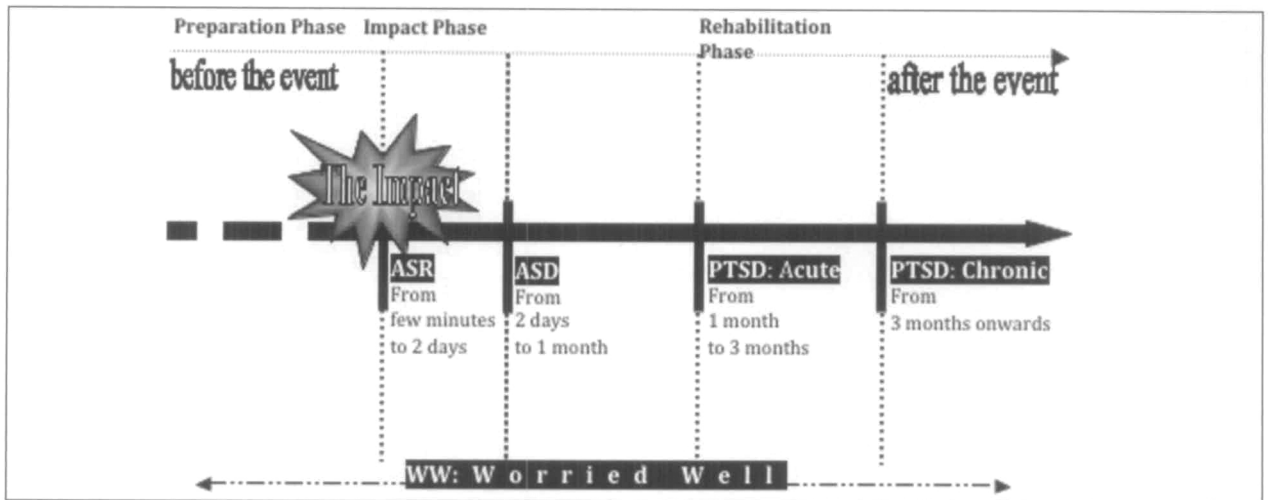 Preparation Phase Impact Phase Rehabilitation
Phase
before the event
after the event
The Impact
ASR
From
few minutes
to 2 days
ASD
From
2 days
to 1 month
PTSD: Acute
From
1 month
to 3 months
PTSD: Chronic
From
3 months onwards
WW: Worried Well